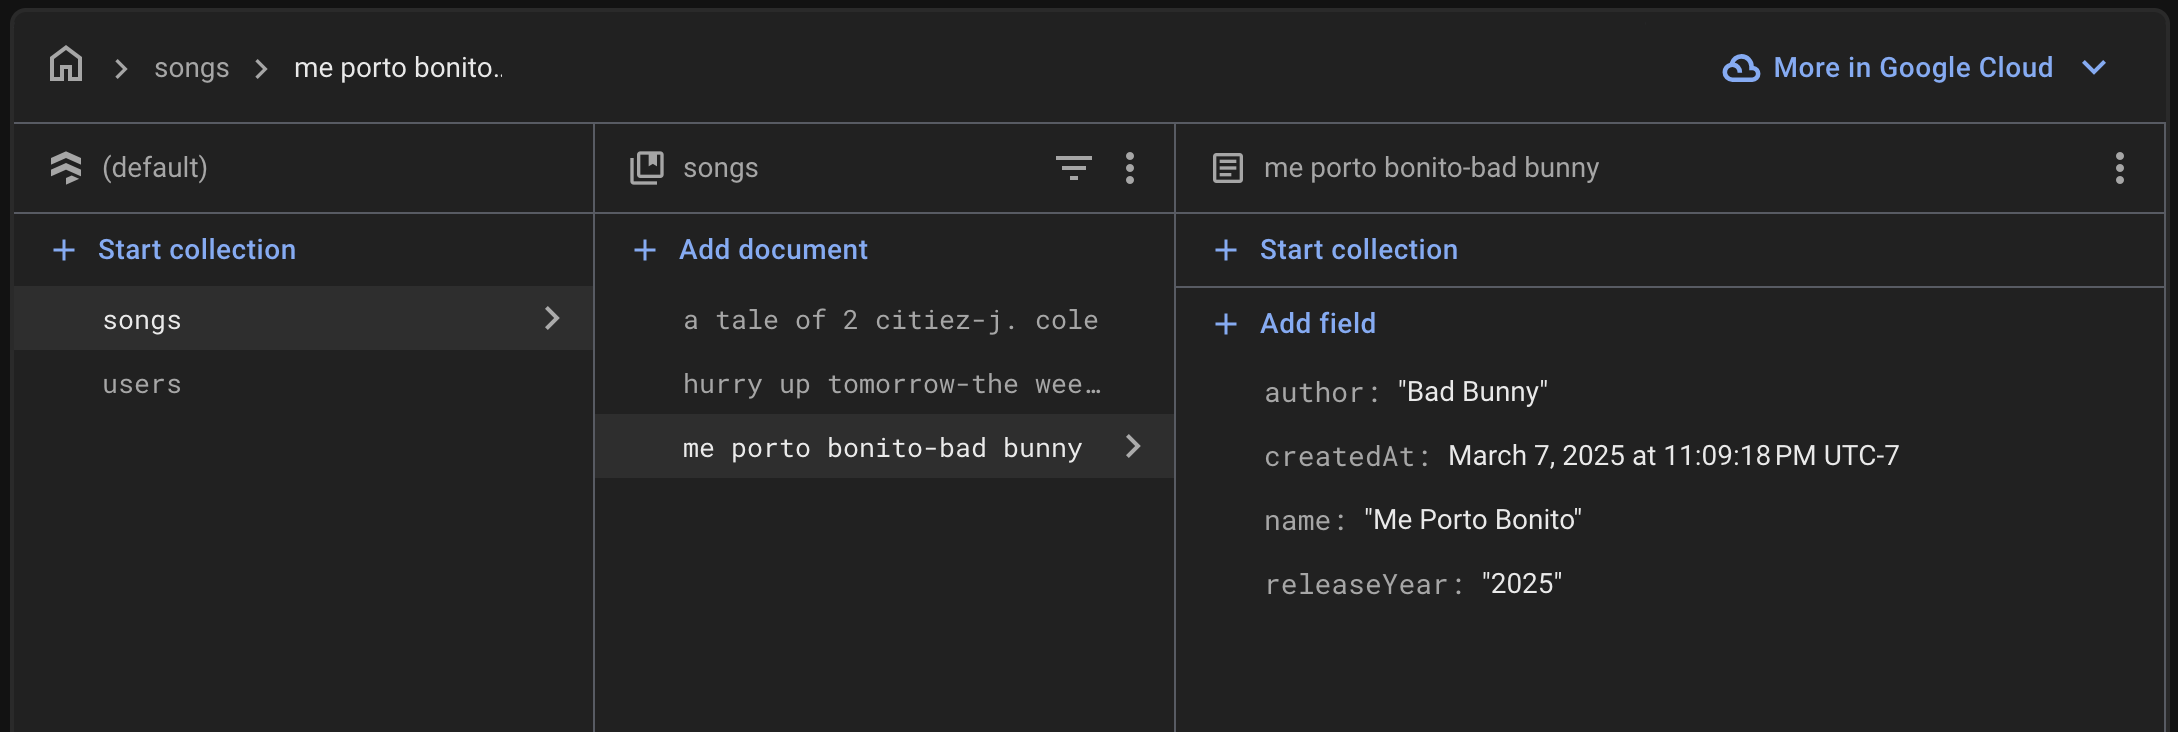 songs
me porto bonito..
More in Google Cloud
(default)
songs
me porto bonito-bad bunny
Start collection
songs
users
Add document
a tale of 2 citiez-j. cole
hurry up tomorrow-the wee…
me porto bonito-bad bunny
Start collection
Add field
author: "Bad Bunny"
createdAt: March 7, 2025 at 11:09:18 PM UTC-7
name: "Me Porto Bonito"
releaseYear: "2025"